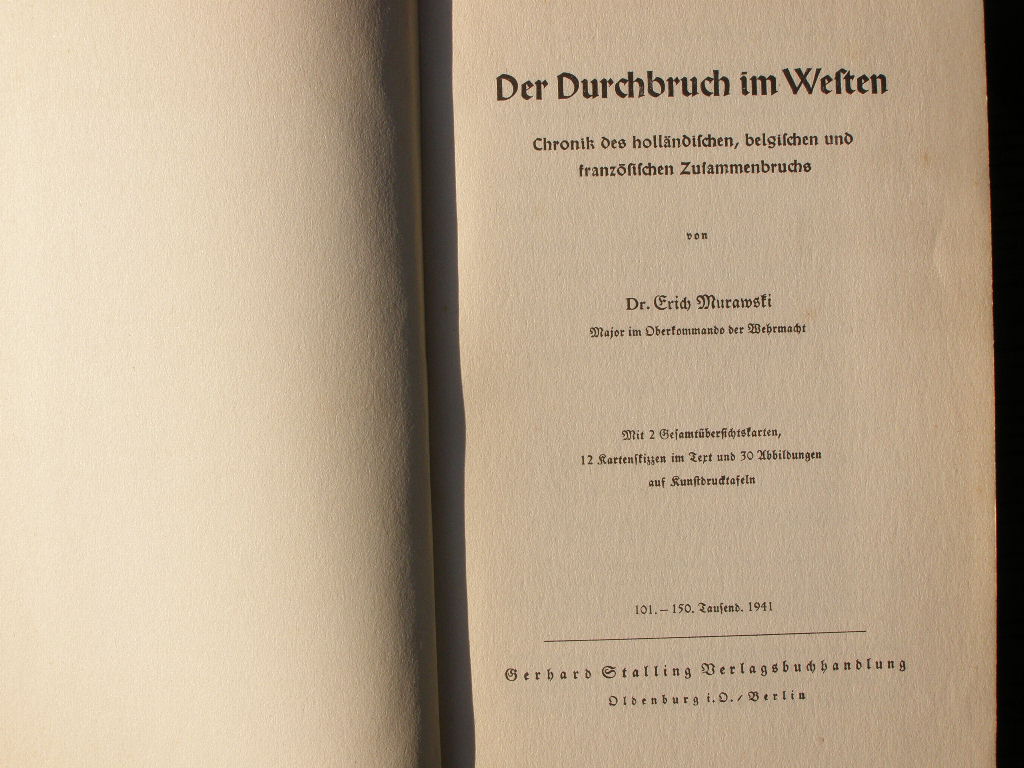 Der Durchbruch im Weſten
Chronik des holländiſchen, belgiſchen und
franzöſiſchen Zuſammenbruchs
von
Dr. Erich Murawski
Major im Oberkommando der Wehrmacht
Mit 2 Geſamtüberſichtskarten,
12 Kartenſkizzen im Text und 30 Abbildungen
auf Kunſtdrucktafeln
101.– 150. Tauſend. 1941
Gerhard Stalling Verlagsbuchhandlung
Oldenburg i. O. / Berlin